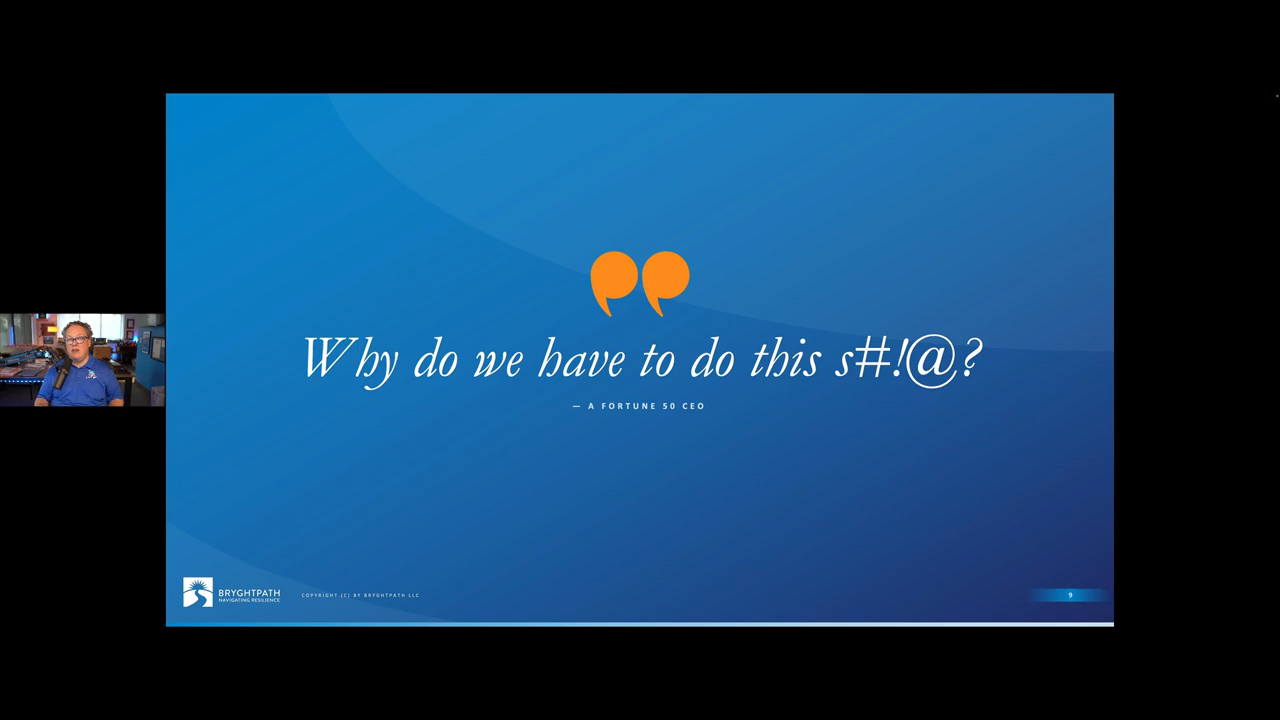 Why do we have to do this s#!@?
— A FORTUNE 50 CEO
BRYGHTPATH
NAVIGATING RESILIENCE
COPYRIGHT (C) BY BRYGHTPATH LLC
9